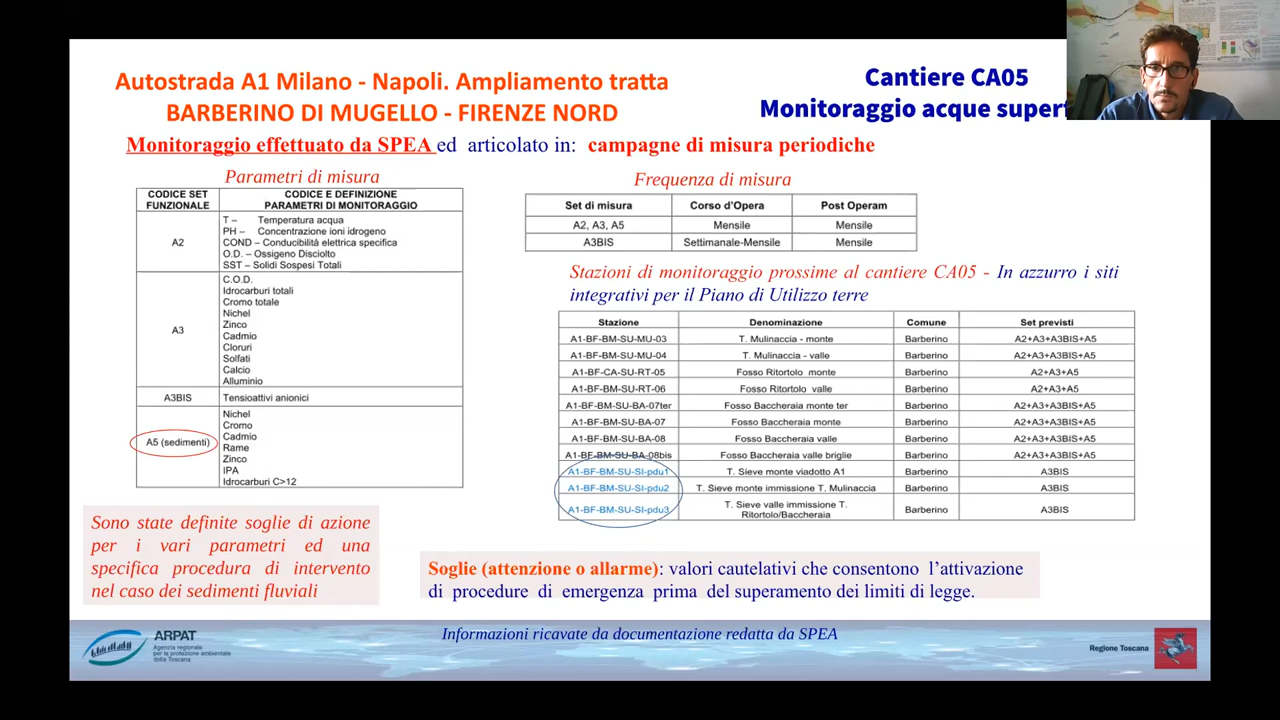 Autostrada A1 Milano - Napoli. Ampliamento tratta
BARBERINO DI MUGELLO - FIRENZE NORD
Cantiere CA05
Monitoraggio acque
Monitoraggio effettuato da SPEA ed articolato in: campagne di misura periodiche
Parametri di misura
CODICE SET FUNZIONALE CODICE E DEFINIZIONE PARAMETRI DI MONITORAGGIO
A2
T – Temperatura acqua
PH – Concentrazione ioni idrogeno
COND – Conducibilità elettrica specifica
O.D. – Ossigeno Disciolto
SST – Solidi Sospesi Totali
A3
C.O.D.
Idrocarburi totali
Cromo totale
Nichel
Zinco
Cadmio
Cloruri
Solfati
Calcio
Alluminio
A3BIS Tensioattivi anionici
A5 (sedimenti)
Nichel
Cromo
Cadmio
Rame
Zinco
IPA
Idrocarburi C>12
Frequenza di misura
Set di misura Corso d'Opera Post Operam
A2, A3, A5 Mensile Mensile
A3BIS Settimanale-Mensile Mensile
Stazioni di monitoraggio prossime al cantiere CA05 - In azzurro i siti
integrativi per il Piano di Utilizzo terre
Stazione Denominazione Comune Set previsti
A1-BF-BM-SU-MU-03 T. Mulinaccia - monte Barberino A2+A3+A3BIS+A5
A1-BF-BM-SU-MU-04 T. Mulinaccia - valle Barberino A2+A3+A3BIS+A5
A1-BF-CA-SU-RT-05 Fosso Ritortolo monte Barberino A2+A3+A5
A1-BF-BM-SU-RT-06 Fosso Ritortolo valle Barberino A2+A3+A5
A1-BF-BM-SU-BA-07ter Fosso Baccheraia monte ter Barberino A2+A3+A3BIS+A5
A1-BF-BM-SU-BA-07 Fosso Baccheraia monte Barberino A2+A3+A3BIS+A5
A1-BF-BM-SU-BA-08 Fosso Baccheraia valle Barberino A2+A3+A3BIS+A5
A1-BF-BM-SU-BA-08bis Fosso Baccheraia valle briglie Barberino A2+A3+A3BIS+A5
A1-BF-BM-SU-SI-pdu1 T. Sieve monte viadotto A1 Barberino A3BIS
A1-BF-BM-SU-SI-pdu2 T. Sieve monte immissione T. Mulinaccia Barberino A3BIS
A1-BF-BM-SU-SI-pdu3 T. Sieve valle immissione T. Ritortolo/Baccheraia Barberino A3BIS
Sono state definite soglie di azione
per i vari parametri ed una
specifica procedura di intervento
nel caso dei sedimenti fluviali
Soglie (attenzione o allarme): valori cautelativi che consentono l'attivazione
di procedure di emergenza prima del superamento dei limiti di legge.
Informazioni ricavate da documentazione redatta da SPEA
ARPAT
Agenzia regionale
per la protezione ambientale
della Toscana
Regione Toscana